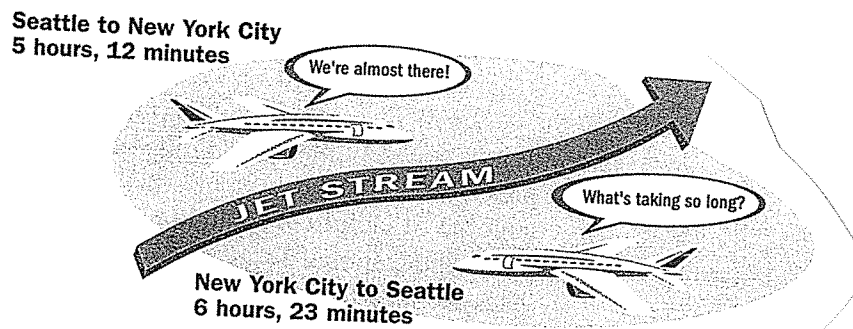 Seattle to New York City
5 hours, 12 minutes
We're almost there!
JET STREAM
What's taking so long?
New York City to Seattle
6 hours, 23 minutes